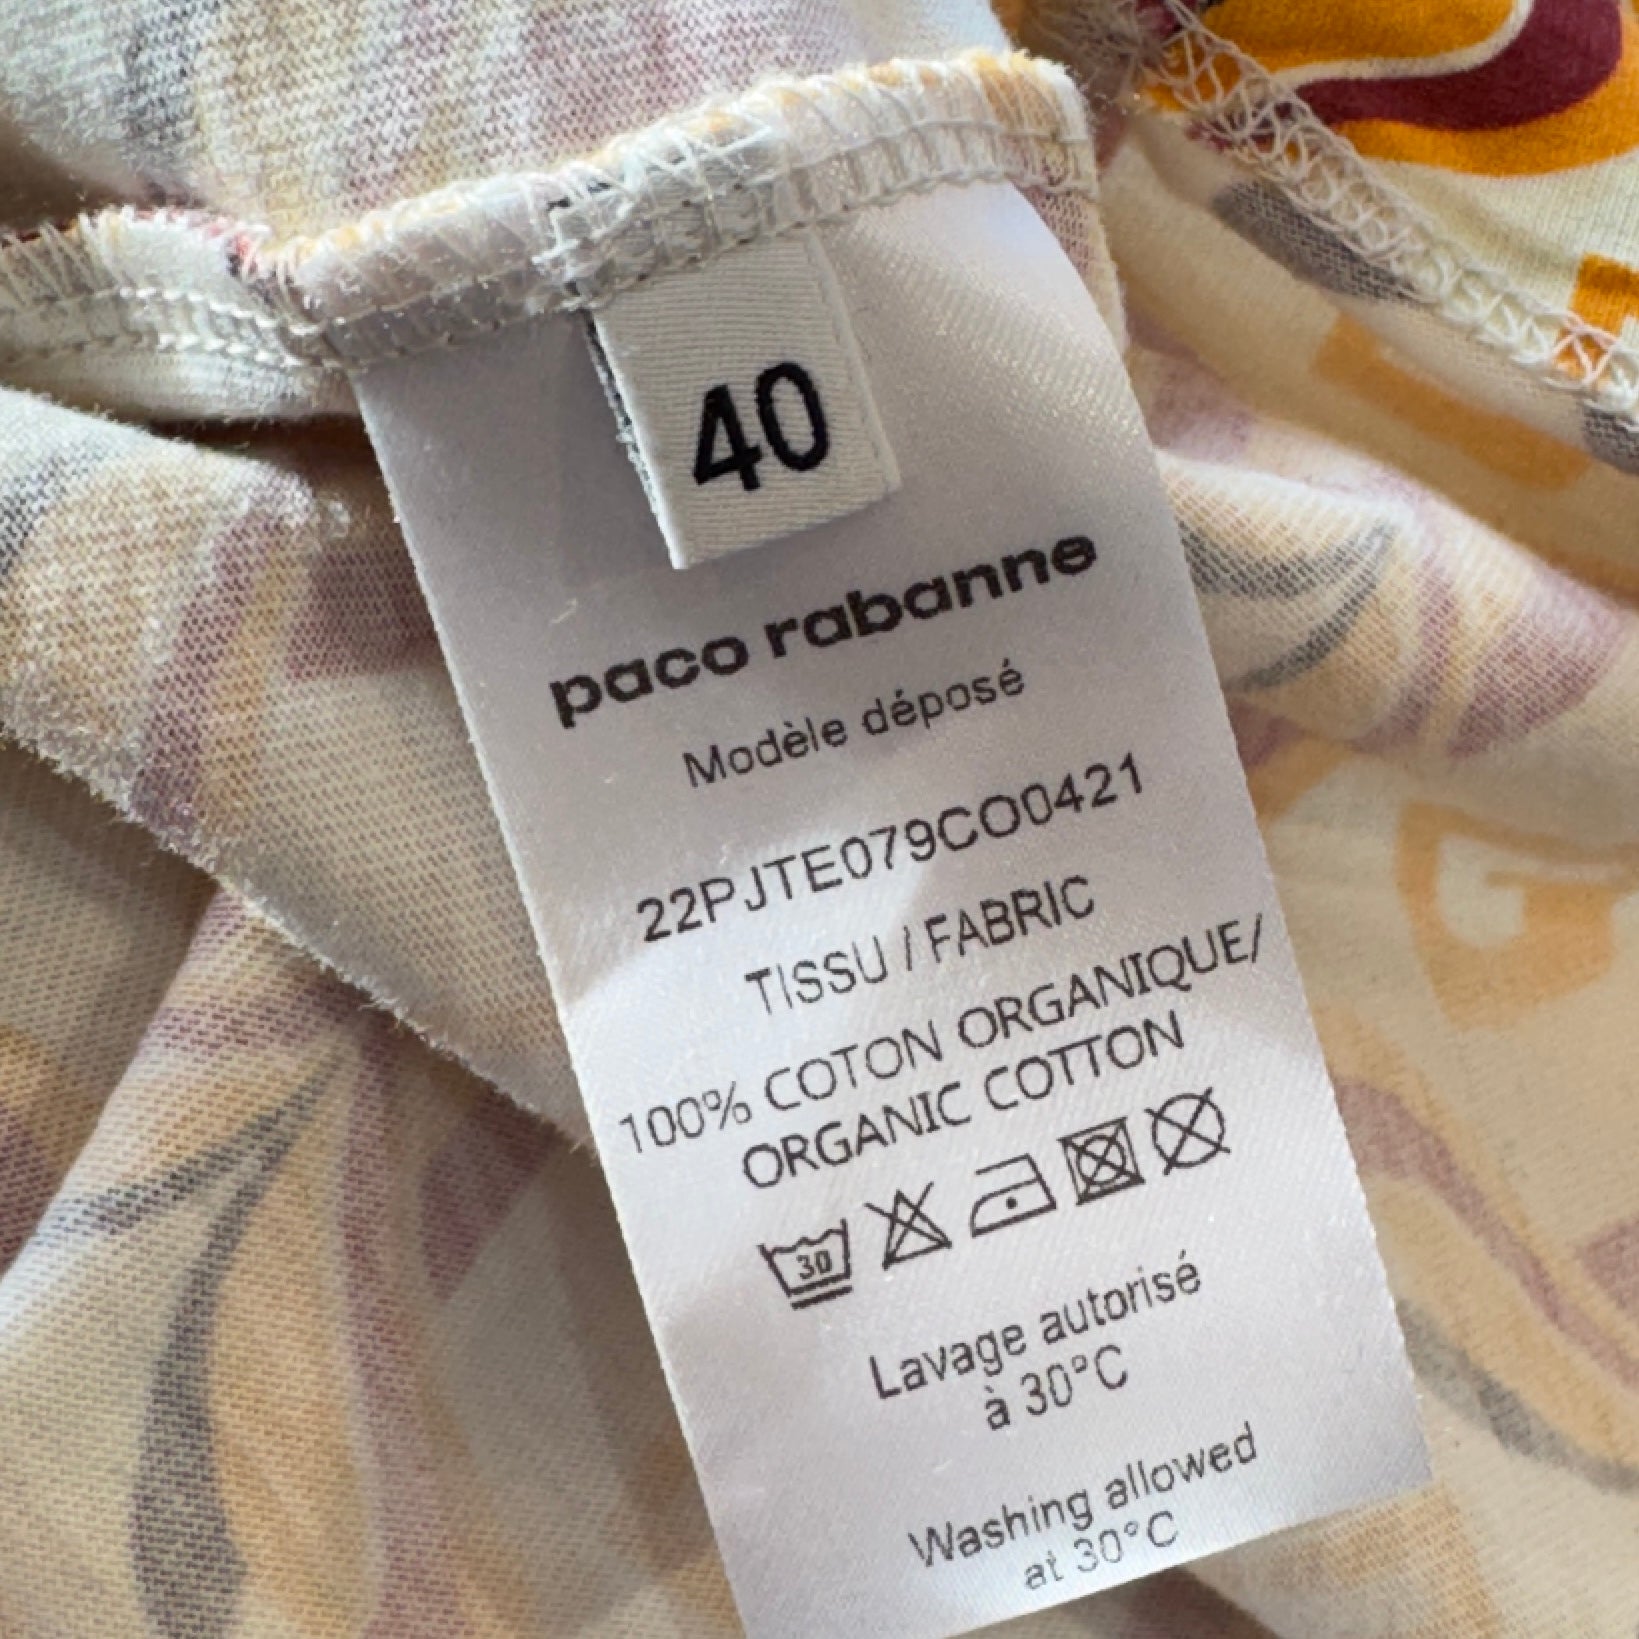 40
paco rabanne
Modèle déposé
22PJTE079CO0421
TISSU / FABRIC
100% COTON ORGANIQUE/
ORGANIC COTTON
30
Lavage autorisé
à 30°C
Washing allowed
at 30°C